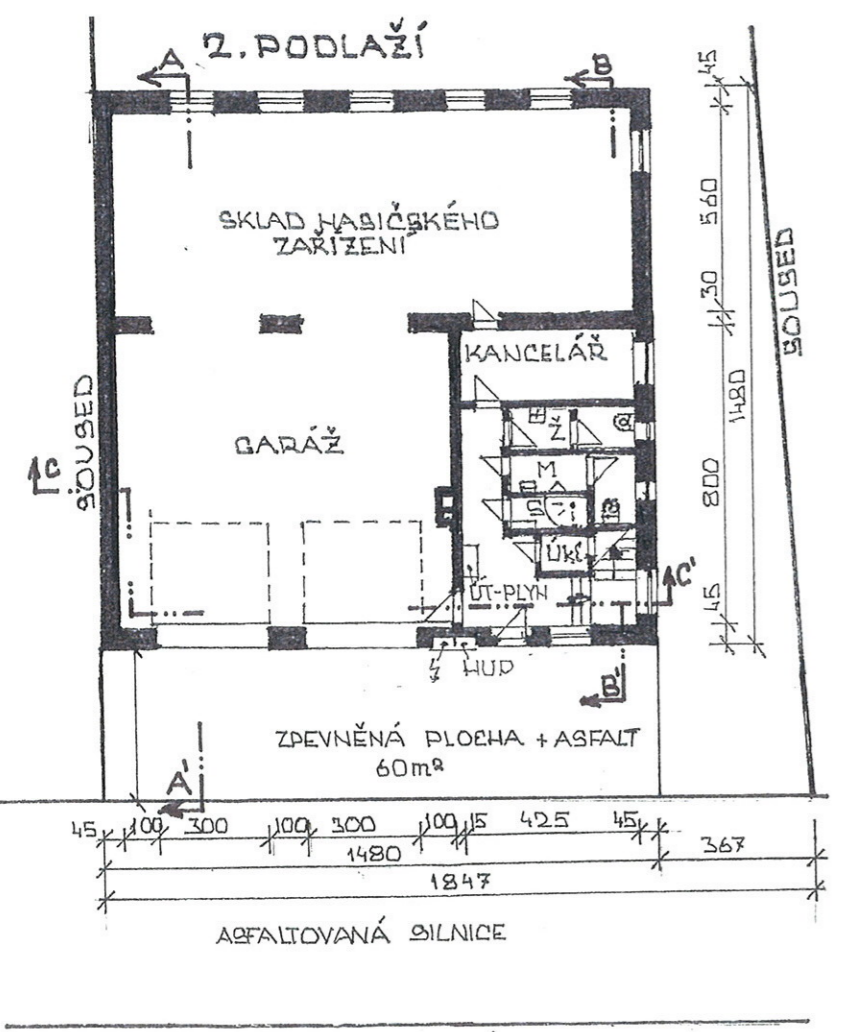 2. PODLAŽÍ
A
B
SKLAD HASIČSKÉHO
ZAŘÍZENÍ
KANCELÁŘ
GARÁŽ
Ž
M
S
ÚKL
ÚT-PLYN
HUP
C
C'
B'
A'
SOUSED
SOUSED
45
560
30
1480
800
45
ZPEVNĚNÁ PLOCHA + ASFALT
60m²
45 100 300 100 300 100 15 425 45
1480 367
1847
ASFALTOVANÁ SILNICE